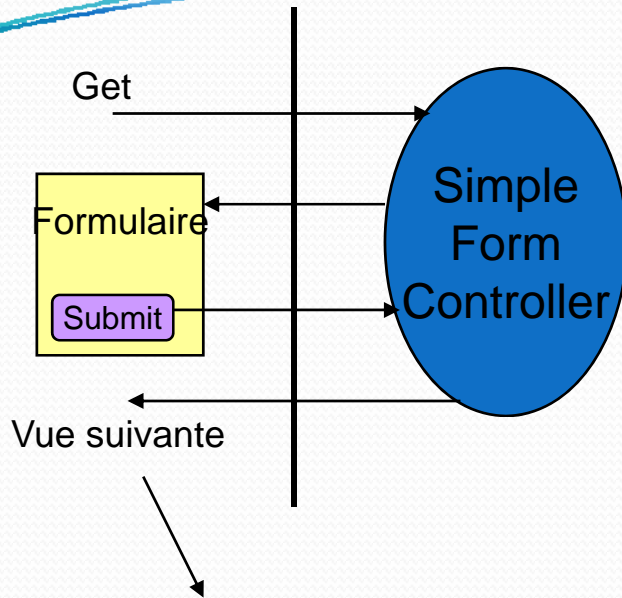 Get
Formulaire
Submit
Vue suivante
Simple
Form
Controller